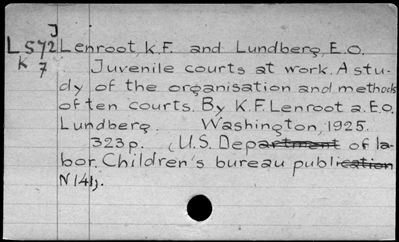 J
L 572 Lenroot, K.F. and Lundberg, E.O.
K 7 Juvenile courts at work. A stu-
dy of the organisation and methods
of ten courts. By K.F. Lenroot a. E.O.
Lundberg. Washington, 1925.
323 p. (U.S. Department of la-
bor. Children's bureau publication
N 141).